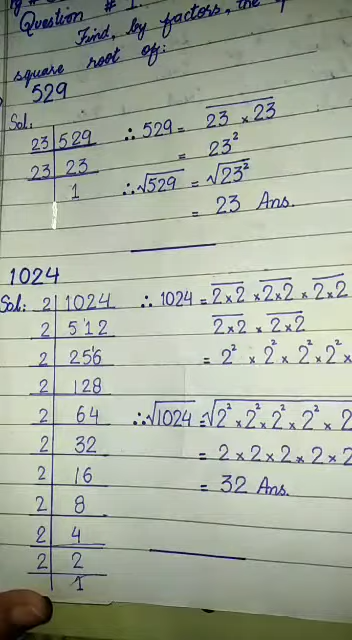 Question # 1.
Find, by factors, the
square root of:
529
Sol.
23 | 529 ∴ 529 = 23 × 23
23 | 23 = 23²
1 ∴ √529 = √23²
= 23 Ans.
1024
Sol: 2 | 1024 ∴ 1024 = 2×2 × 2×2 × 2×2
2 | 512 2×2 × 2×2
2 | 256 = 2² × 2² × 2² × 2² ×
2 | 128
2 | 64 ∴ √1024 = √2² × 2² × 2² × 2² × 2
2 | 32 = 2 × 2 × 2 × 2 × 2
2 | 16 = 32 Ans.
2 | 8
2 | 4
2 | 2
1